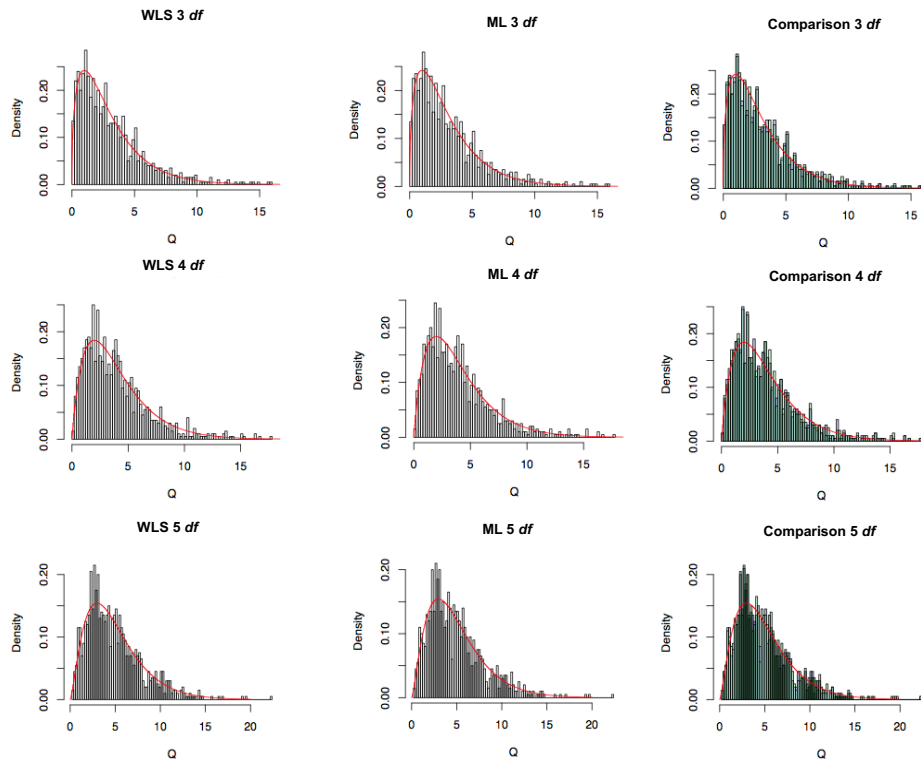 WLS 3 df
Density
0.00 0.10 0.20
0 5 10 15
Q
ML 3 df
Density
0.00 0.10 0.20
0 5 10 15
Q
Comparison 3 df
Density
0.00 0.10 0.20
0 5 10 15
Q
WLS 4 df
Density
0.00 0.10 0.20
0 5 10 15
Q
ML 4 df
Density
0.00 0.10 0.20
0 5 10 15
Q
Comparison 4 df
Density
0.00 0.10 0.20
0 5 10 15
Q
WLS 5 df
Density
0.00 0.10 0.20
0 5 10 15 20
Q
ML 5 df
Density
0.00 0.10 0.20
0 5 10 15 20
Q
Comparison 5 df
Density
0.00 0.10 0.20
0 5 10 15 20
Q